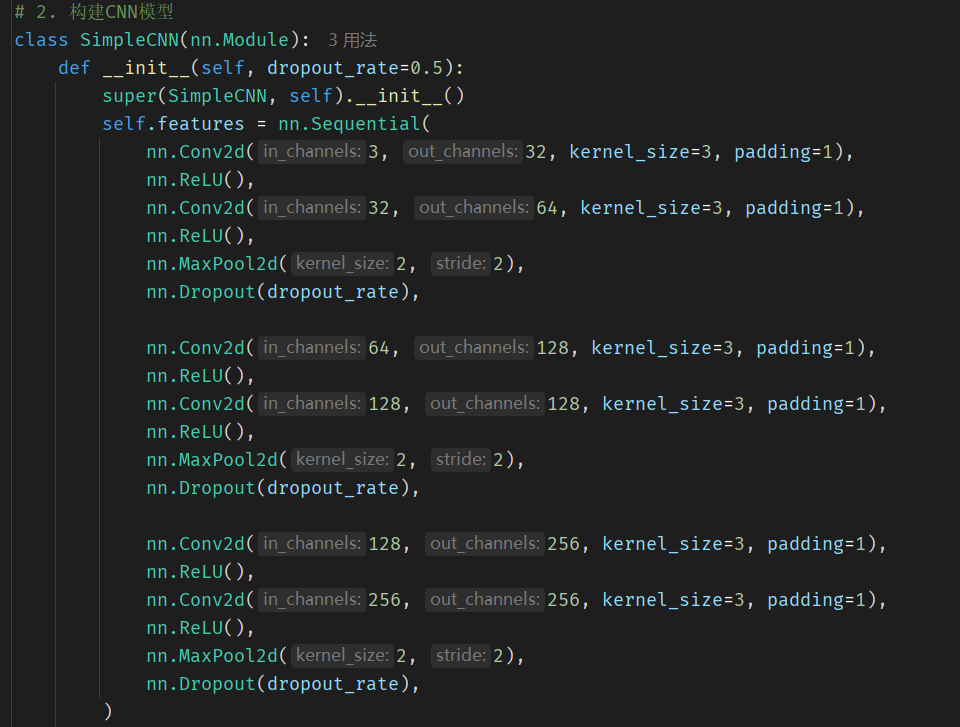 # 2. 构建CNN模型
class SimpleCNN(nn.Module): 3 用法
    def __init__(self, dropout_rate=0.5):
        super(SimpleCNN, self).__init__()
        self.features = nn.Sequential(
            nn.Conv2d( in_channels: 3, out_channels: 32, kernel_size=3, padding=1),
            nn.ReLU(),
            nn.Conv2d( in_channels: 32, out_channels: 64, kernel_size=3, padding=1),
            nn.ReLU(),
            nn.MaxPool2d( kernel_size: 2, stride: 2),
            nn.Dropout(dropout_rate),

            nn.Conv2d( in_channels: 64, out_channels: 128, kernel_size=3, padding=1),
            nn.ReLU(),
            nn.Conv2d( in_channels: 128, out_channels: 128, kernel_size=3, padding=1),
            nn.ReLU(),
            nn.MaxPool2d( kernel_size: 2, stride: 2),
            nn.Dropout(dropout_rate),

            nn.Conv2d( in_channels: 128, out_channels: 256, kernel_size=3, padding=1),
            nn.ReLU(),
            nn.Conv2d( in_channels: 256, out_channels: 256, kernel_size=3, padding=1),
            nn.ReLU(),
            nn.MaxPool2d( kernel_size: 2, stride: 2),
            nn.Dropout(dropout_rate),
        )